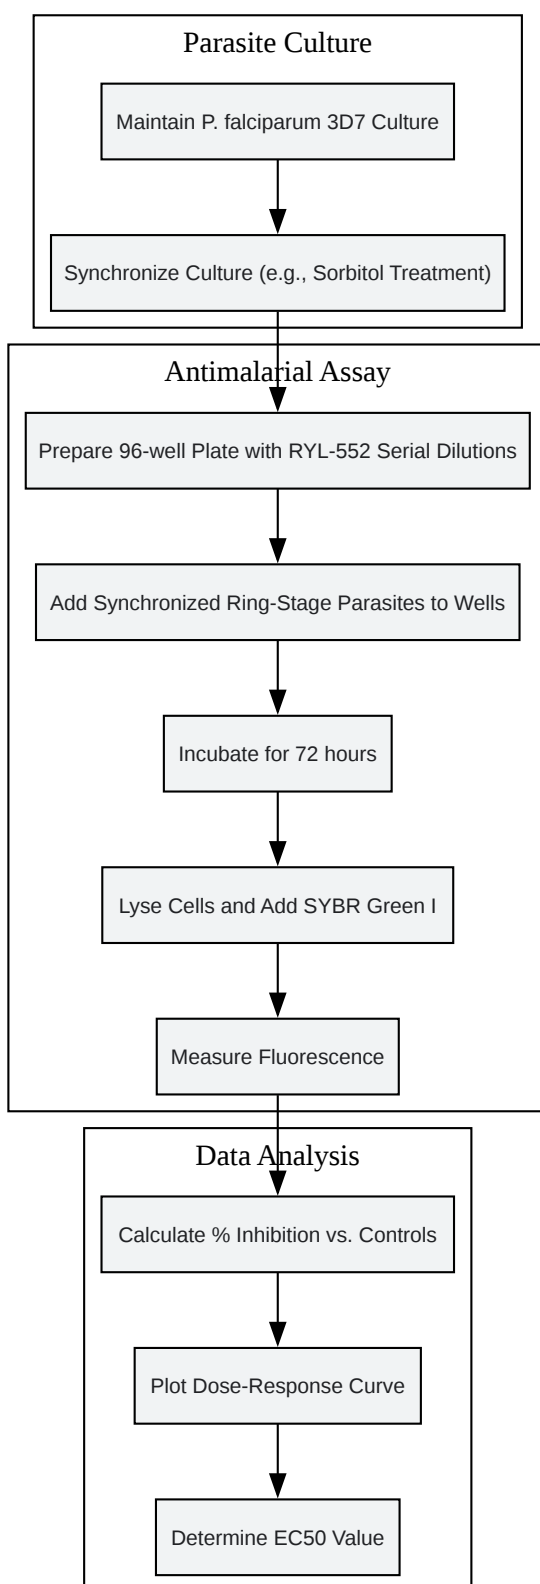 Parasite Culture
Maintain P. falciparum 3D7 Culture
Synchronize Culture (e.g., Sorbitol Treatment)
Antimalarial Assay
Prepare 96-well Plate with RYL-552 Serial Dilutions
Add Synchronized Ring-Stage Parasites to Wells
Incubate for 72 hours
Lyse Cells and Add SYBR Green I
Measure Fluorescence
Data Analysis
Calculate % Inhibition vs. Controls
Plot Dose-Response Curve
Determine EC50 Value